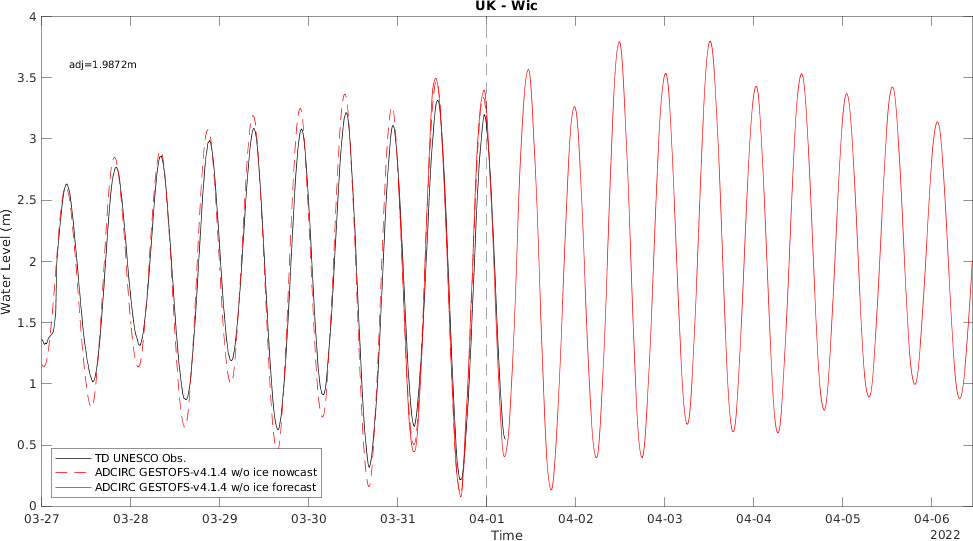 UK - Wic
adj=1.9872m
Water Level (m)
4
3.5
3
2.5
2
1.5
1
0.5
0
TD UNESCO Obs.
ADCIRC GESTOFS-v4.1.4 w/o ice nowcast
ADCIRC GESTOFS-v4.1.4 w/o ice forecast
03-27 03-28 03-29 03-30 03-31 04-01 04-02 04-03 04-04 04-05 04-06
Time
2022